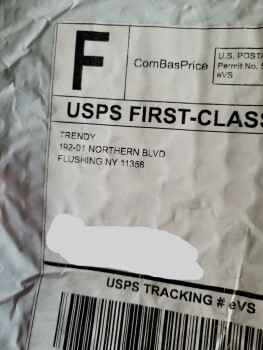 F
ComBasPrice
U.S. POSTA
Permit No. 5
eVS
USPS FIRST-CLASS
TRENDY
192-01 NORTHERN BLVD
FLUSHING NY 11358
USPS TRACKING # eVS